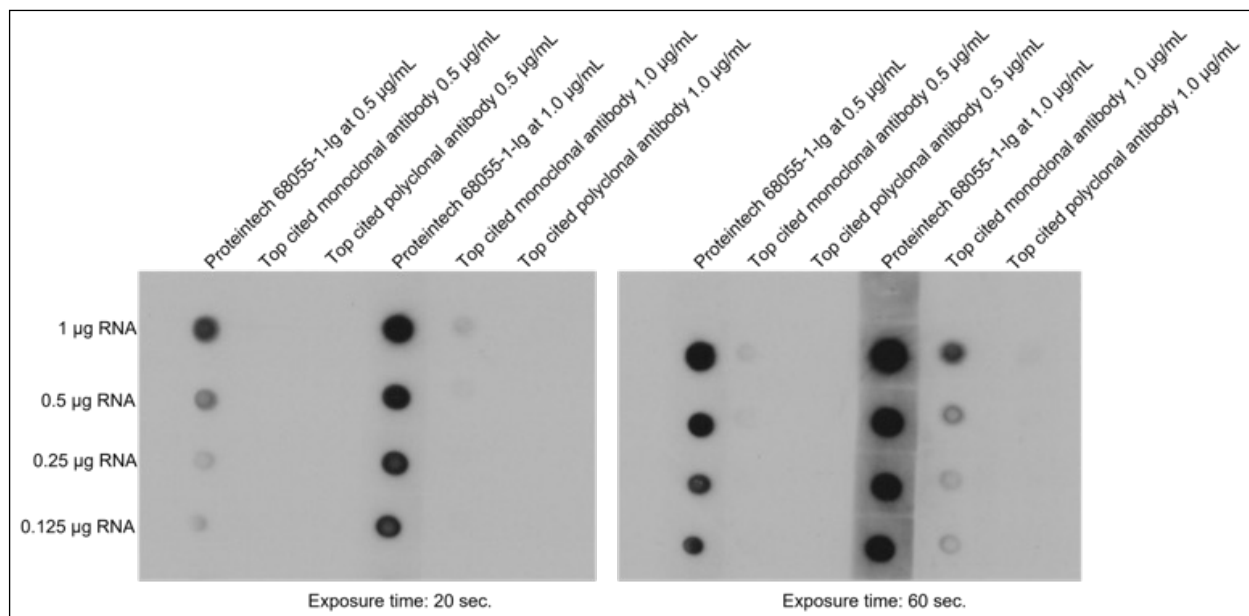 Proteintech 68055-1-Ig at 0.5 µg/mL
Top cited monoclonal antibody 0.5 µg/mL
Top cited polyclonal antibody 0.5 µg/mL
Proteintech 68055-1-Ig at 1.0 µg/mL
Top cited monoclonal antibody 1.0 µg/mL
Top cited polyclonal antibody 1.0 µg/mL
Proteintech 68055-1-Ig at 0.5 µg/mL
Top cited monoclonal antibody 0.5 µg/mL
Top cited polyclonal antibody 0.5 µg/mL
Proteintech 68055-1-Ig at 1.0 µg/mL
Top cited monoclonal antibody 1.0 µg/mL
Top cited polyclonal antibody 1.0 µg/mL
1 µg RNA
0.5 µg RNA
0.25 µg RNA
0.125 µg RNA
Exposure time: 20 sec.
Exposure time: 60 sec.